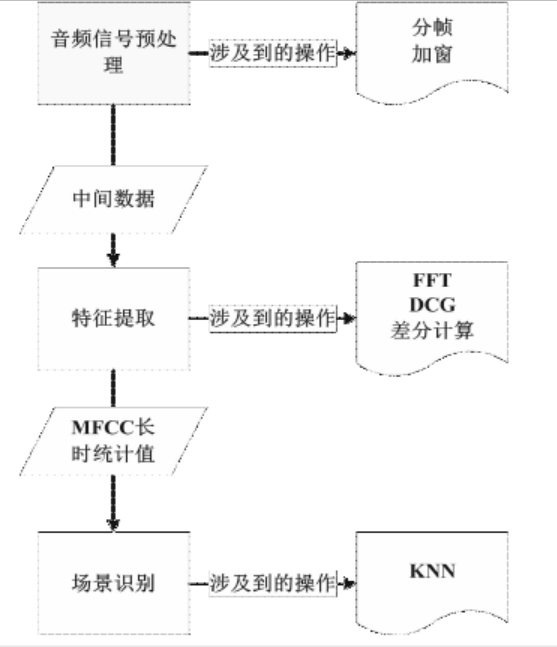 音频信号预处
理
涉及到的操作
分帧
加窗
中间数据
特征提取
涉及到的操作
FFT
DCG
差分计算
MFCC长
时统计值
场景识别
涉及到的操作
KNN